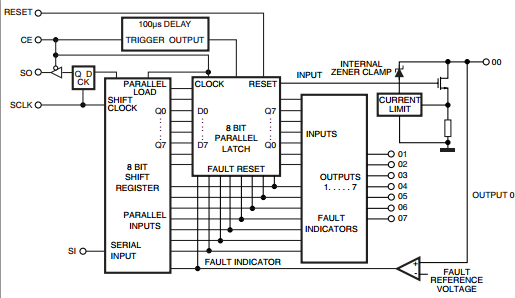 RESET
100µs DELAY
TRIGGER OUTPUT
CE
SO
Q D
CK
SCLK
PARALLEL
LOAD
SHIFT
CLOCK
CLOCK
RESET
INPUT
INTERNAL
ZENER CLAMP
00
CURRENT
LIMIT
Q0
Q7
D0
D7
8 BIT
PARALLEL
LATCH
Q7
Q0
INPUTS
FAULT RESET
8 BIT
SHIFT
REGISTER
OUTPUTS
1.....7
01
02
03
04
05
06
07
OUTPUT 0
PARALLEL
INPUTS
FAULT
INDICATORS
SI
SERIAL
INPUT
FAULT INDICATOR
+
-
FAULT
REFERENCE
VOLTAGE